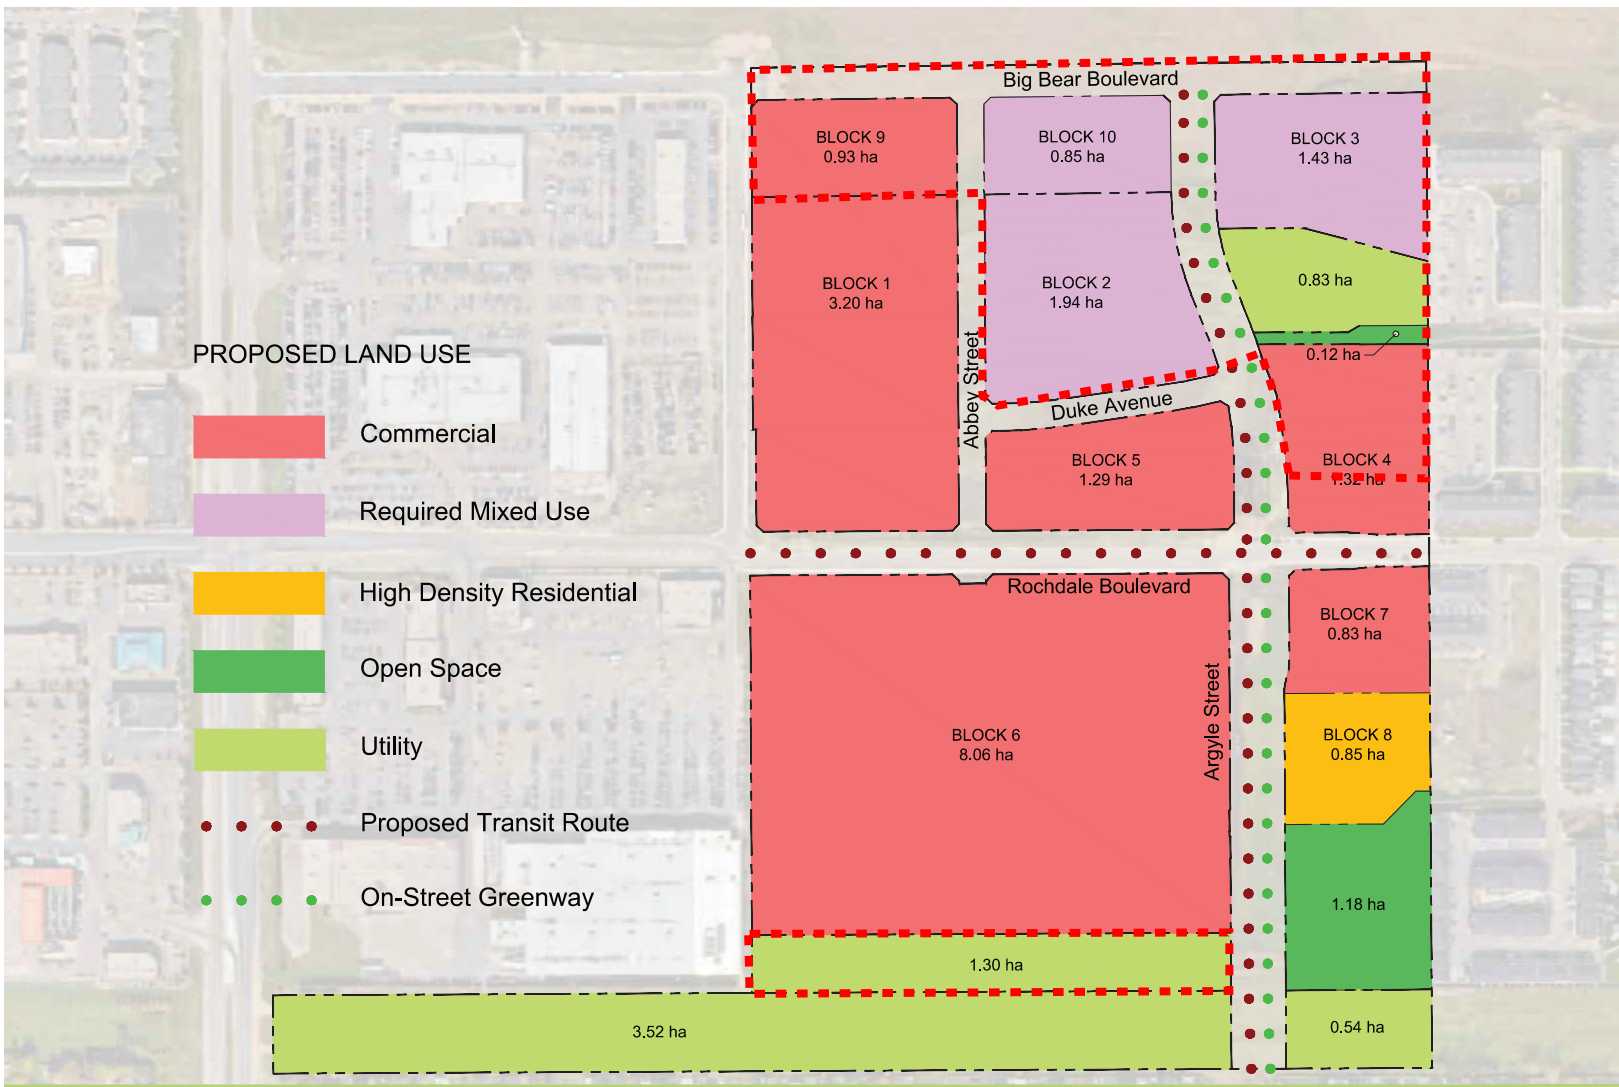 Big Bear Boulevard
BLOCK 9
0.93 ha
BLOCK 10
0.85 ha
BLOCK 3
1.43 ha
BLOCK 1
3.20 ha
BLOCK 2
1.94 ha
0.83 ha
0.12 ha
Abbey Street
Duke Avenue
BLOCK 5
1.29 ha
BLOCK 4
1.32 ha
Rochdale Boulevard
BLOCK 7
0.83 ha
Argyle Street
BLOCK 6
8.06 ha
BLOCK 8
0.85 ha
1.18 ha
1.30 ha
3.52 ha
0.54 ha
PROPOSED LAND USE
Commercial
Required Mixed Use
High Density Residential
Open Space
Utility
Proposed Transit Route
On-Street Greenway